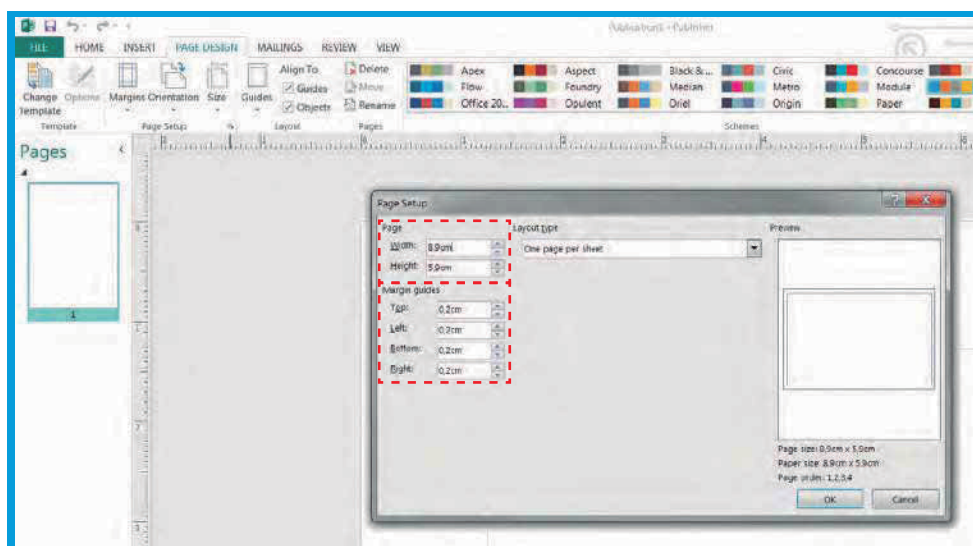 Publication1 - Publisher
FILE HOME INSERT PAGE DESIGN MAILINGS REVIEW VIEW
Change Template Options Margins Orientation Size Guides Align To Guides Objects Delete Move Rename
Apex Aspect Black &... Civic Concourse
Flow Foundry Median Metro Module
Office 20... Opulent Oriel Origin Paper
Template Page Setup Layout Pages Schemes
Pages
1
Page Setup
Page Layout type Preview
Width: 8.9cm One page per sheet
Height: 5.9cm
Margin guides
Top: 0.2cm
Left: 0.2cm
Bottom: 0.2cm
Right: 0.2cm
Page size: 8.9cm x 5.9cm
Paper size: 8.9cm x 5.9cm
Page order: 1,2,3,4
OK Cancel